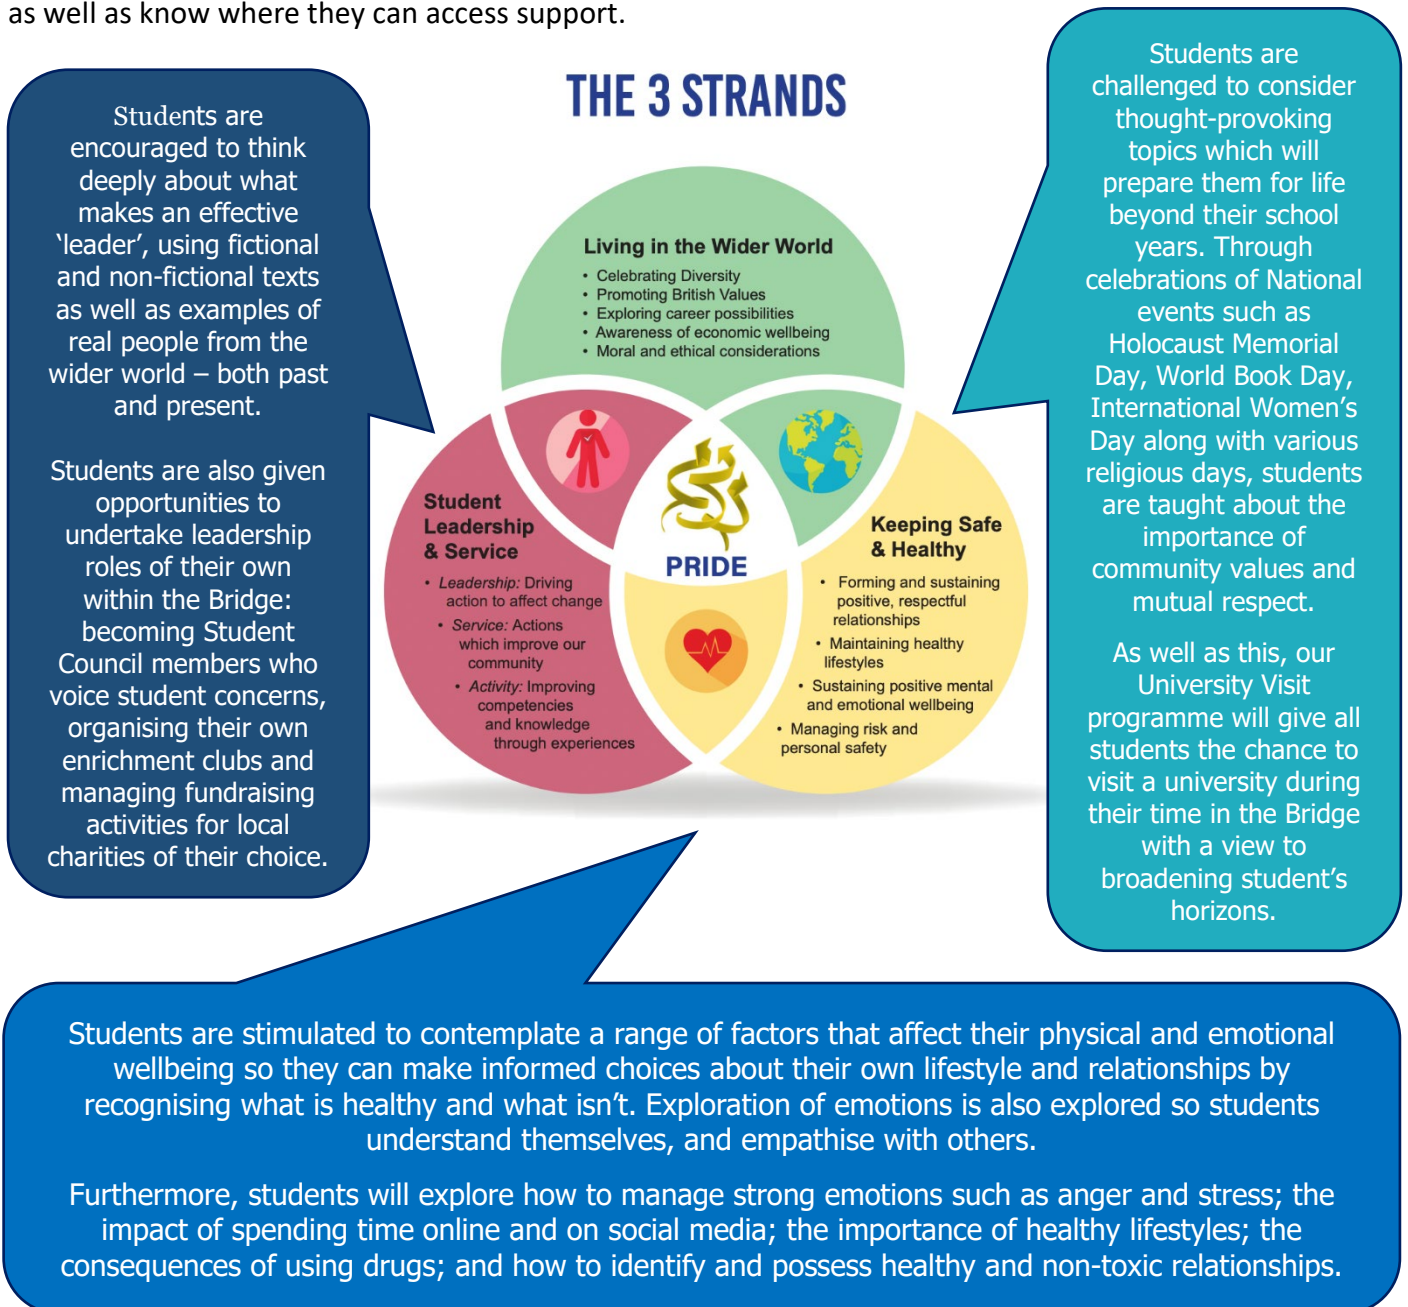 as well as know where they can access support.
THE 3 STRANDS
Students are
encouraged to think
deeply about what
makes an effective
‘leader’, using fictional
and non-fictional texts
as well as examples of
real people from the
wider world – both past
and present.
Students are also given
opportunities to
undertake leadership
roles of their own
within the Bridge:
becoming Student
Council members who
voice student concerns,
organising their own
enrichment clubs and
managing fundraising
activities for local
charities of their choice.
Living in the Wider World
• Celebrating Diversity
• Promoting British Values
• Exploring career possibilities
• Awareness of economic wellbeing
• Moral and ethical considerations
Student
Leadership
& Service
• Leadership: Driving
action to affect change
• Service: Actions
which improve our
community
• Activity: Improving
competencies
and knowledge
through experiences
PRIDE
Keeping Safe
& Healthy
• Forming and sustaining
positive, respectful
relationships
• Maintaining healthy
lifestyles
• Sustaining positive mental
and emotional wellbeing
• Managing risk and
personal safety
Students are
challenged to consider
thought-provoking
topics which will
prepare them for life
beyond their school
years. Through
celebrations of National
events such as
Holocaust Memorial
Day, World Book Day,
International Women’s
Day along with various
religious days, students
are taught about the
importance of
community values and
mutual respect.
As well as this, our
University Visit
programme will give all
students the chance to
visit a university during
their time in the Bridge
with a view to
broadening student’s
horizons.
Students are stimulated to contemplate a range of factors that affect their physical and emotional
wellbeing so they can make informed choices about their own lifestyle and relationships by
recognising what is healthy and what isn’t. Exploration of emotions is also explored so students
understand themselves, and empathise with others.
Furthermore, students will explore how to manage strong emotions such as anger and stress; the
impact of spending time online and on social media; the importance of healthy lifestyles; the
consequences of using drugs; and how to identify and possess healthy and non-toxic relationships.